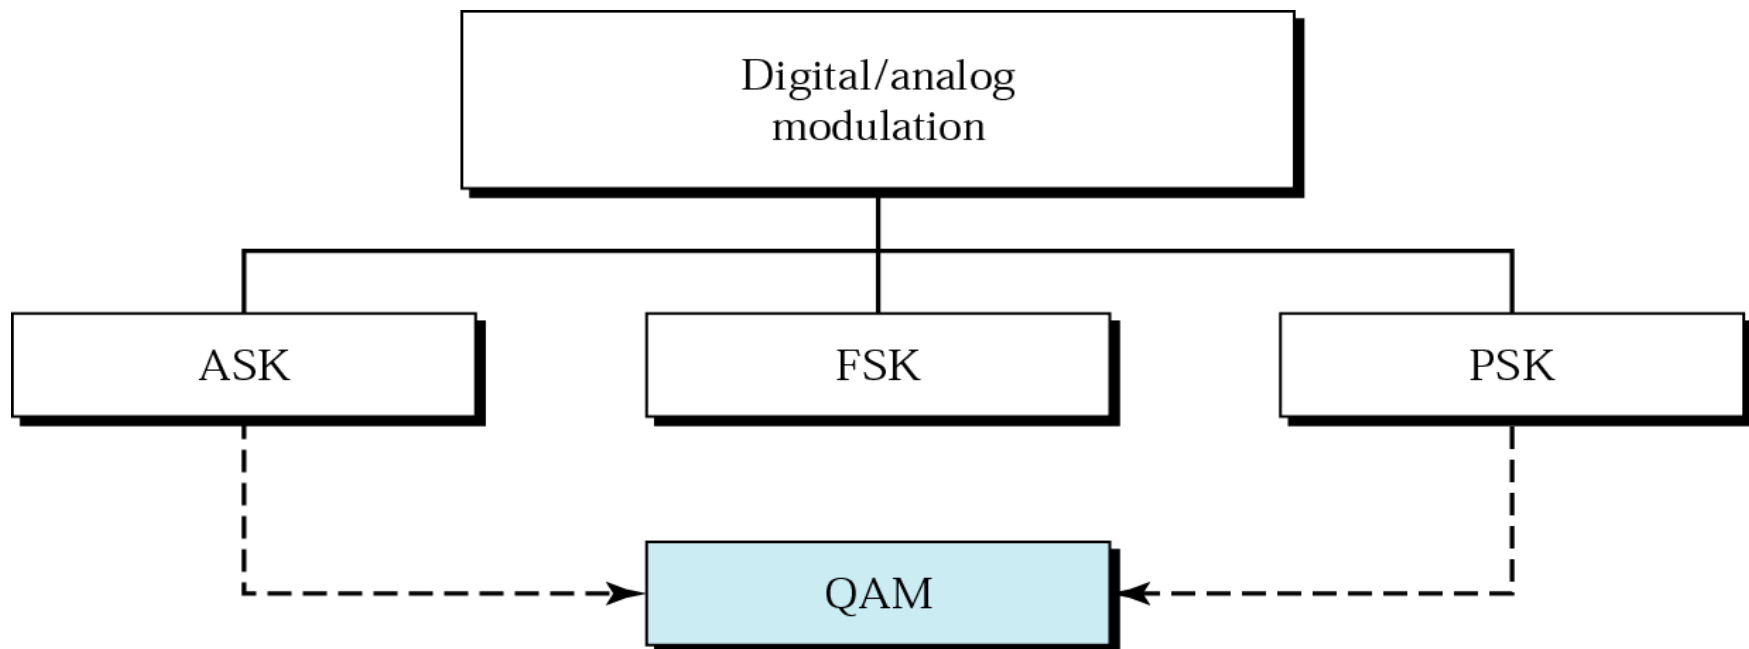 Digital/analog
modulation
ASK
FSK
PSK
QAM